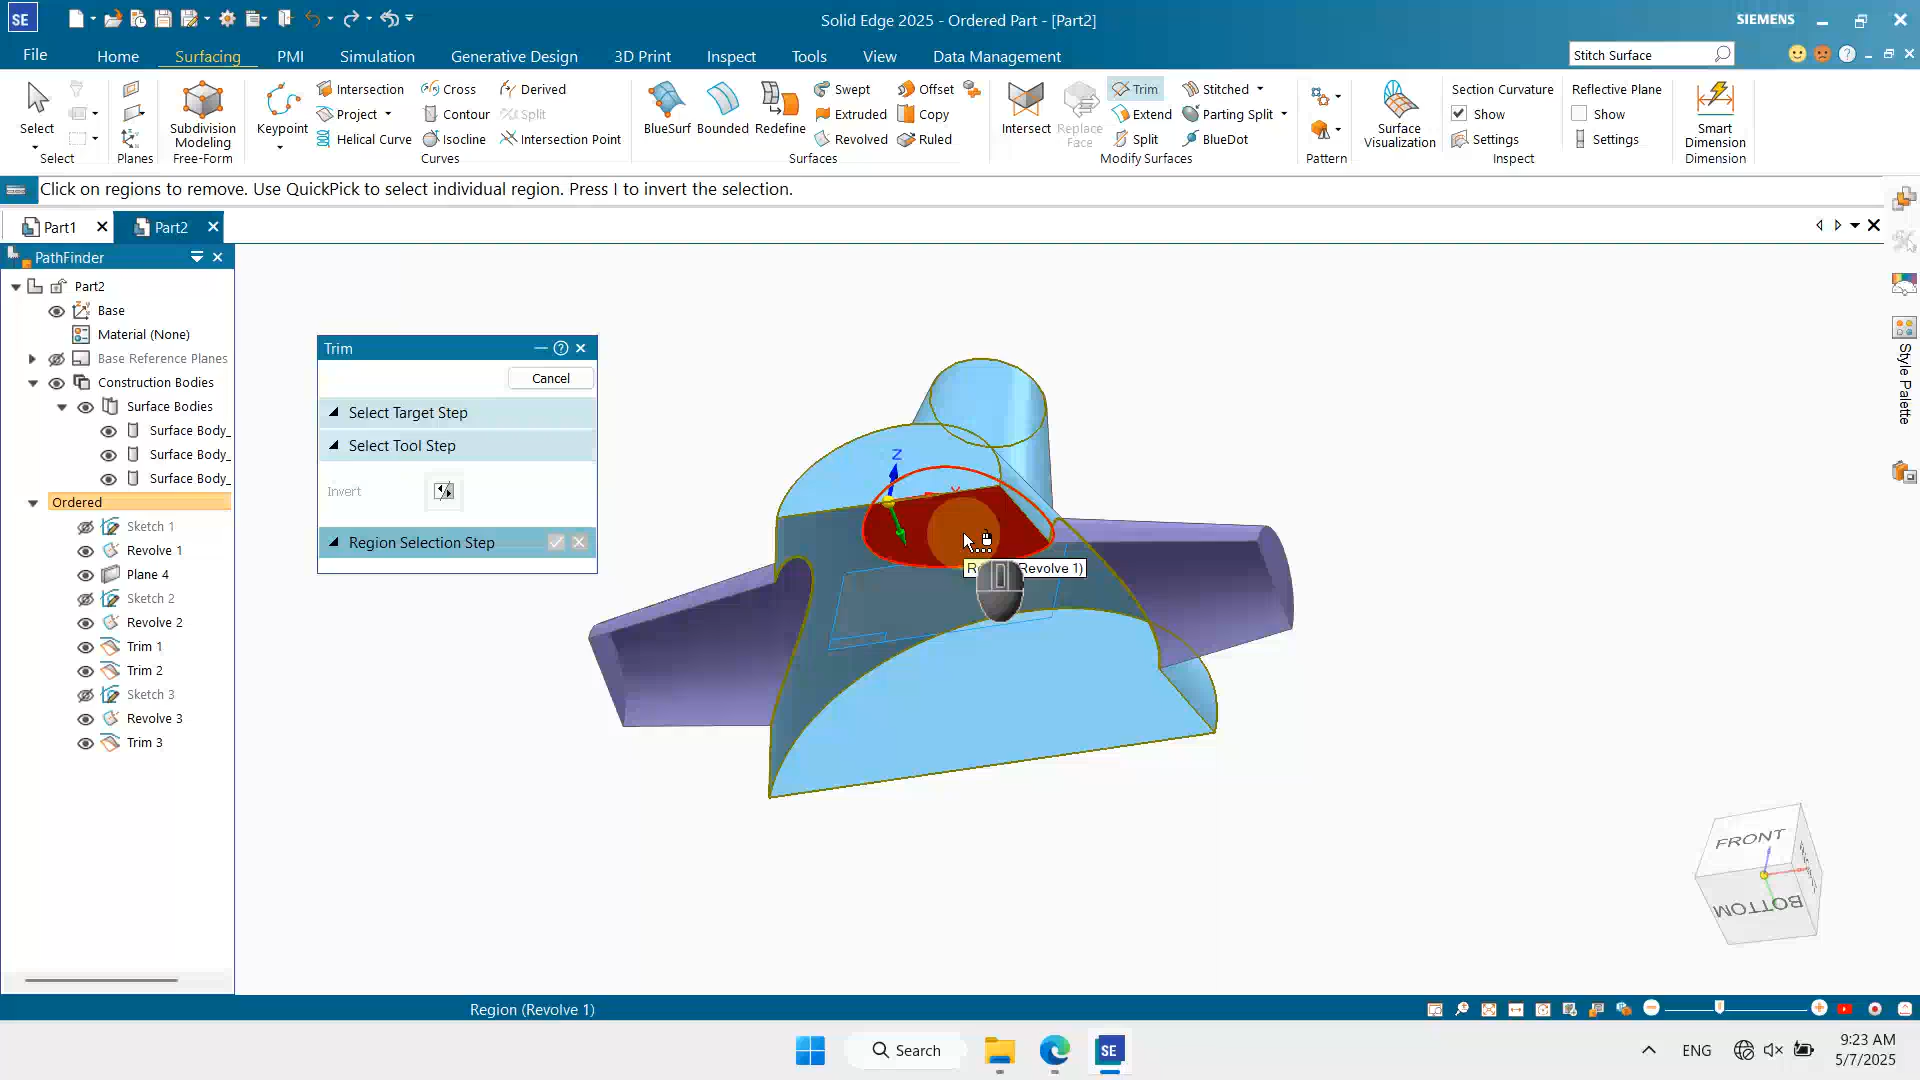 SE
Solid Edge 2025 - Ordered Part - [Part2]
SIEMENS
File
Home
Surfacing
PMI
Simulation
Generative Design
3D Print
Inspect
Tools
View
Data Management
Stitch Surface
Select
Select
Planes
Subdivision
Modeling
Free-Form
Keypoint
Intersection
Project
Helical Curve
Cross
Contour
Isocline
Derived
Split
Intersection Point
Curves
BlueSurf
Bounded
Redefine
Swept
Extruded
Revolved
Offset
Copy
Ruled
Surfaces
Intersect
Replace
Face
Trim
Extend
Split
Stitched
Parting Split
BlueDot
Modify Surfaces
Pattern
Surface
Visualization
Section Curvature
Show
Settings
Inspect
Reflective Plane
Show
Settings
Smart
Dimension
Dimension
Click on regions to remove. Use QuickPick to select individual region. Press I to invert the selection.
Part1
Part2
PathFinder
Part2
Base
Material (None)
Base Reference Planes
Construction Bodies
Surface Bodies
Surface Body_
Surface Body_
Surface Body_
Ordered
Sketch 1
Revolve 1
Plane 4
Sketch 2
Revolve 2
Trim 1
Trim 2
Sketch 3
Revolve 3
Trim 3
Trim
Cancel
Select Target Step
Select Tool Step
Invert
Region Selection Step
Z
Revolve 1)
FRONT
BOTTOM
Style Palette
Region (Revolve 1)
Search
SE
ENG
9:23 AM
5/7/2025